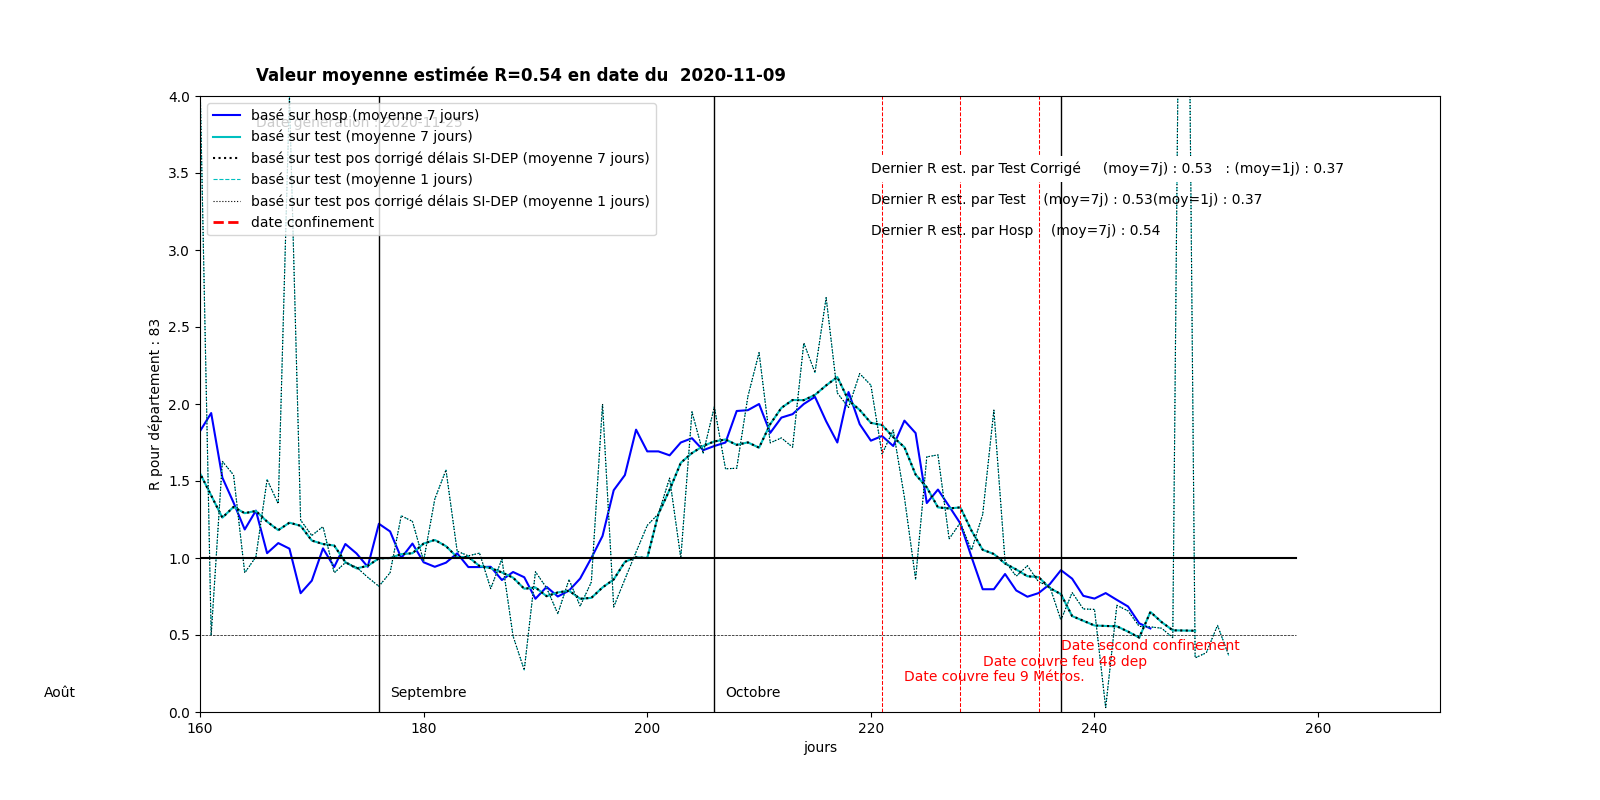 Valeur moyenne estimée R=0.54 en date du  2020-11-09
4.0
3.5
3.0
2.5
2.0
1.5
1.0
0.5
0.0
R pour département : 83
basé sur hosp (moyenne 7 jours)
Date génération : 2020-11-25
basé sur test (moyenne 7 jours)
basé sur test pos corrigé délais SI-DEP (moyenne 7 jours)
basé sur test (moyenne 1 jours)
basé sur test pos corrigé délais SI-DEP (moyenne 1 jours)
date confinement
Dernier R est. par Test Corrigé     (moy=7j) : 0.53   : (moy=1j) : 0.37
Dernier R est. par Test    (moy=7j) : 0.53(moy=1j) : 0.37
Dernier R est. par Hosp    (moy=7j) : 0.54
Date second confinement
Date couvre feu 48 dep
Date couvre feu 9 Métros.
Août
Septembre
Octobre
160
180
200
220
240
260
jours